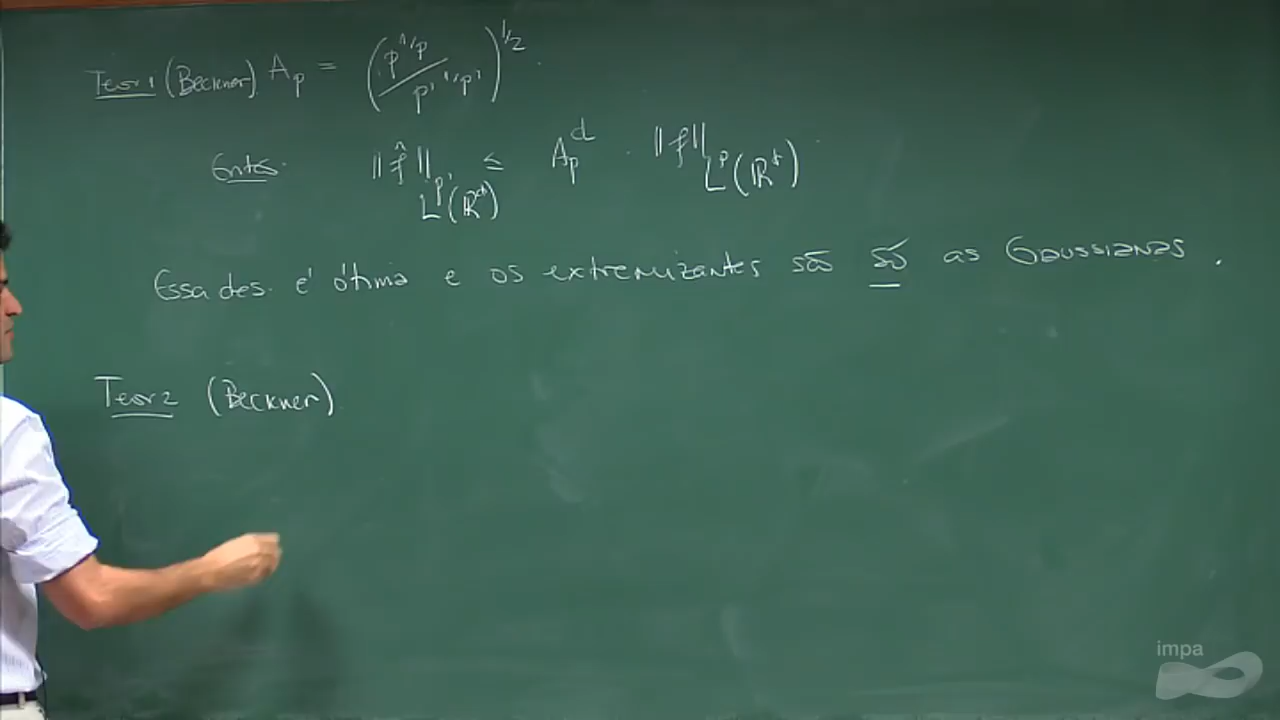 Teor 1 (Beckner) A_p = (p^{1/p} / p'^{1/p'})^{1/2}.
Então ‖f̂‖_{L^{p'}(ℝ^d)} ≤ A_p^d · ‖f‖_{L^p(ℝ^d)}.
Essa des. é ótima e os extremizantes são só as Gaussianas.
Teor 2 (Beckner)
impa